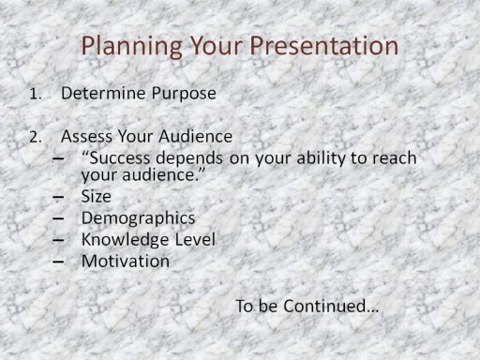 Planning Your Presentation
1. Determine Purpose
2. Assess Your Audience
– “Success depends on your ability to reach
your audience.”
– Size
– Demographics
– Knowledge Level
– Motivation
To be Continued…